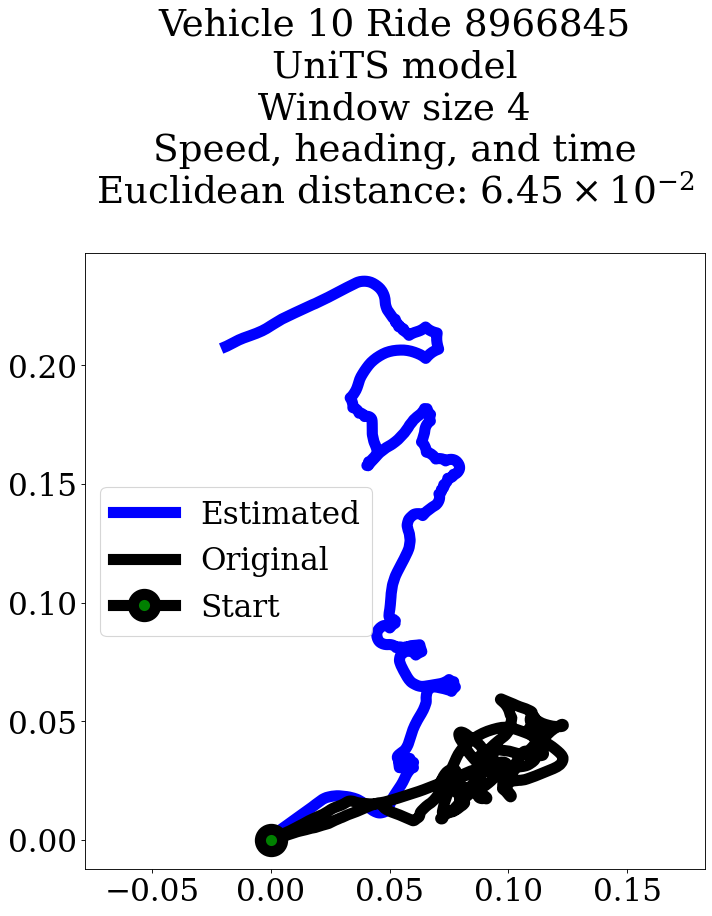 Vehicle 10 Ride 8966845
UniTS model
Window size 4
Speed, heading, and time
Euclidean distance: 6.45 × 10⁻²
0.20
0.15
0.10
0.05
0.00
Estimated
Original
Start
−0.05 0.00 0.05 0.10 0.15